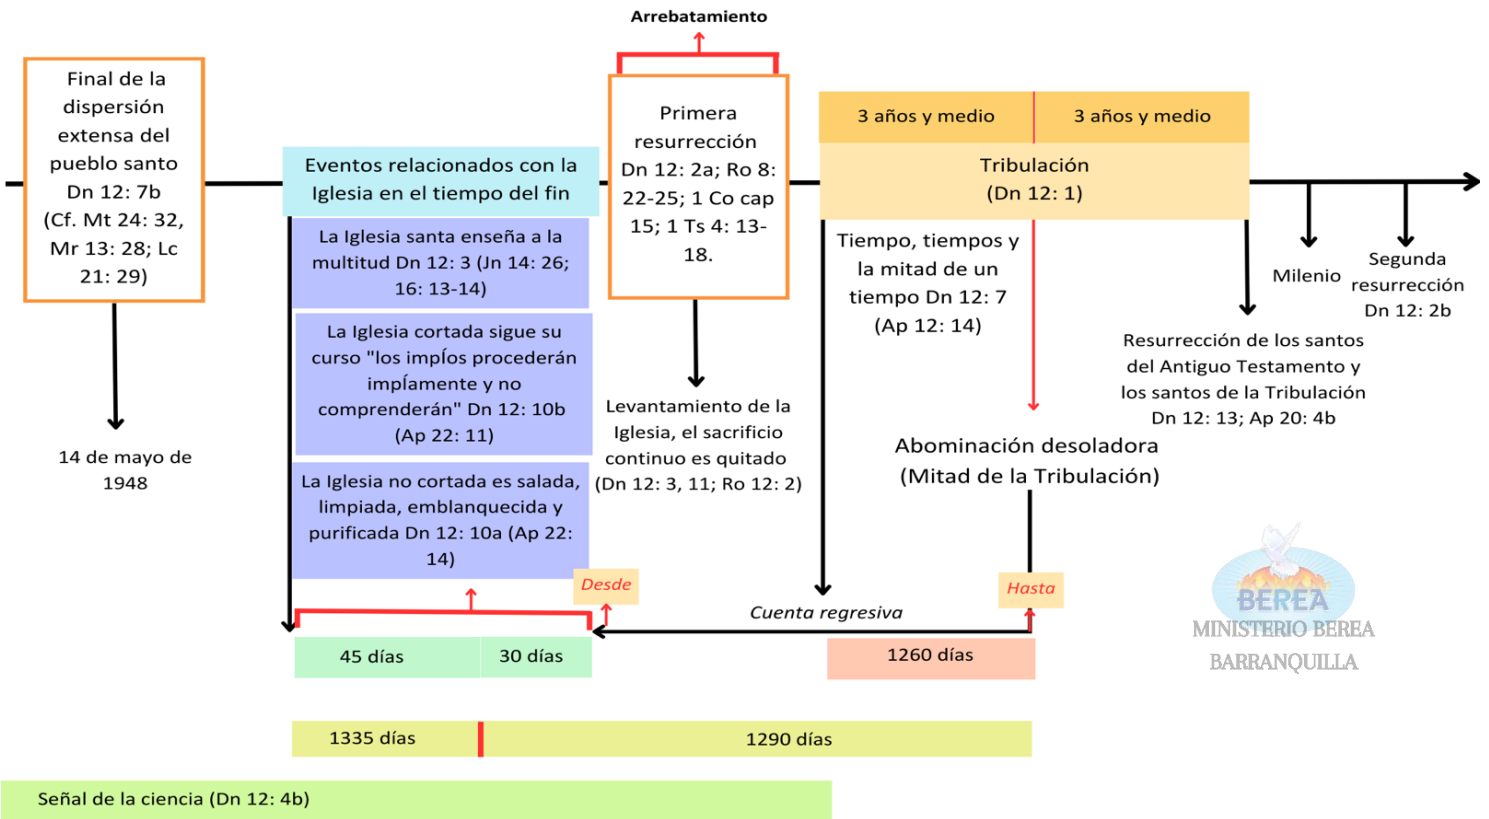 Arrebatamiento
Final de la
dispersión
extensa del
pueblo santo
Dn 12: 7b
(Cf. Mt 24: 32,
Mr 13: 28; Lc
21: 29)
14 de mayo de
1948
Eventos relacionados con la
Iglesia en el tiempo del fin
La Iglesia santa enseña a la
multitud Dn 12: 3 (Jn 14: 26;
16: 13-14)
La Iglesia cortada sigue su
curso "los impÍos procederán
impÍamente y no
comprenderán" Dn 12: 10b
(Ap 22: 11)
La Iglesia no cortada es salada,
limpiada, emblanquecida y
purificada Dn 12: 10a (Ap 22:
14)
Primera
resurrección
Dn 12: 2a; Ro 8:
22-25; 1 Co cap
15; 1 Ts 4: 13-
18.
Levantamiento de la
Iglesia, el sacrificio
continuo es quitado
(Dn 12: 3, 11; Ro 12: 2)
3 años y medio
3 años y medio
Tribulación
(Dn 12: 1)
Tiempo, tiempos y
la mitad de un
tiempo Dn 12: 7
(Ap 12: 14)
Abominación desoladora
(Mitad de la Tribulación)
Milenio
Segunda
resurrección
Dn 12: 2b
Resurrección de los santos
del Antiguo Testamento y
los santos de la Tribulación
Dn 12: 13; Ap 20: 4b
Desde
Hasta
Cuenta regresiva
45 días
30 días
1260 días
1335 días
1290 días
Señal de la ciencia (Dn 12: 4b)
BEREA
MINISTERIO BEREA
BARRANQUILLA